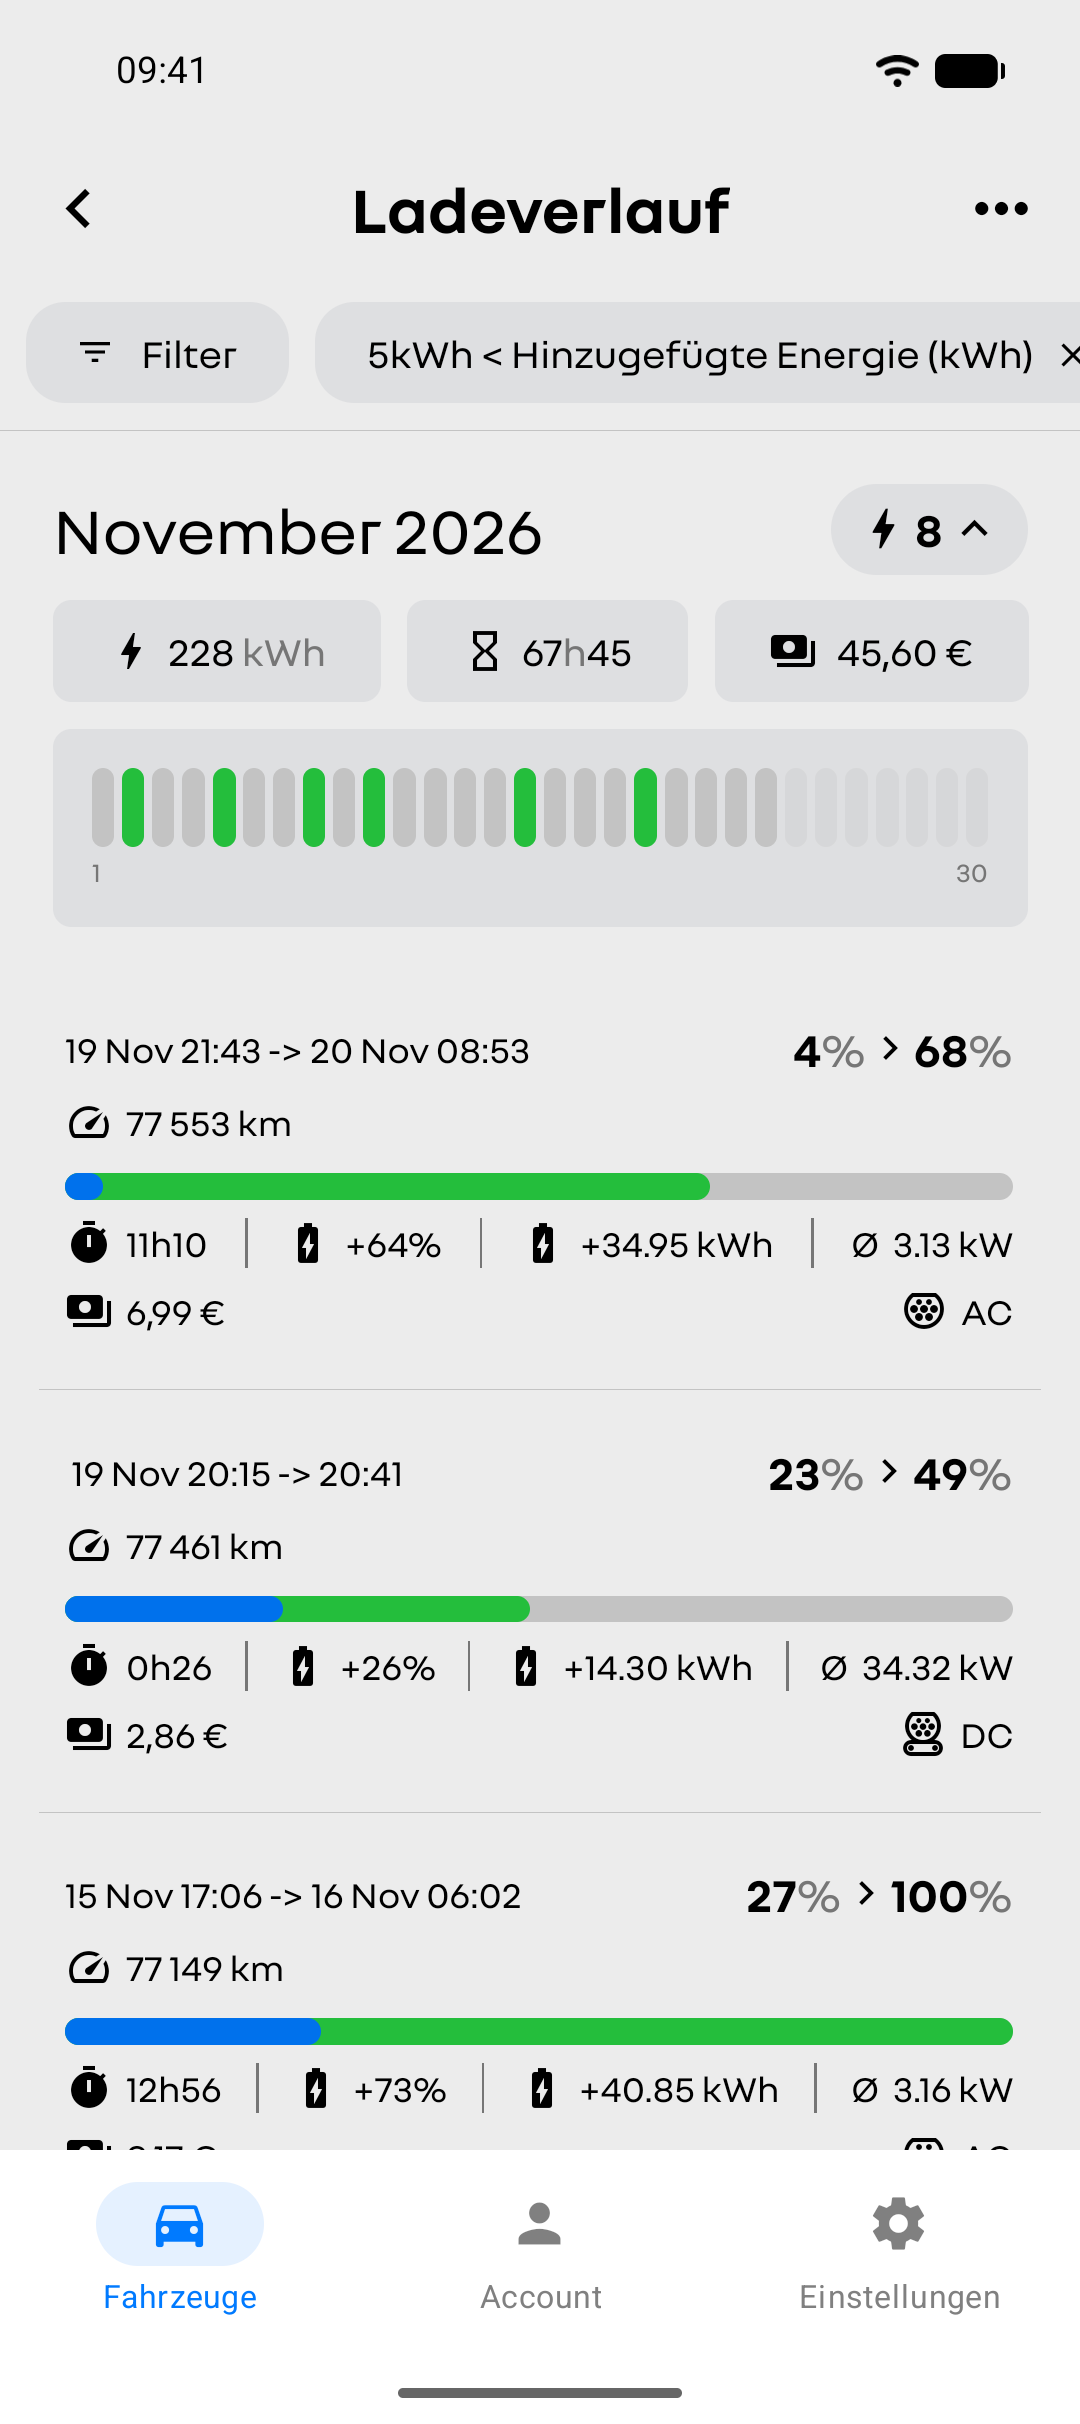 09:41
Ladeverlauf
Filter
5kWh < Hinzugefügte Energie (kWh)
November 2026
8
228 kWh
67h45
45,60 €
1
30
19 Nov 21:43 -> 20 Nov 08:53
4% > 68%
77 553 km
11h10
+64%
+34.95 kWh
Ø 3.13 kW
6,99 €
AC
19 Nov 20:15 -> 20:41
23% > 49%
77 461 km
0h26
+26%
+14.30 kWh
Ø 34.32 kW
2,86 €
DC
15 Nov 17:06 -> 16 Nov 06:02
27% > 100%
77 149 km
12h56
+73%
+40.85 kWh
Ø 3.16 kW
Fahrzeuge
Account
Einstellungen